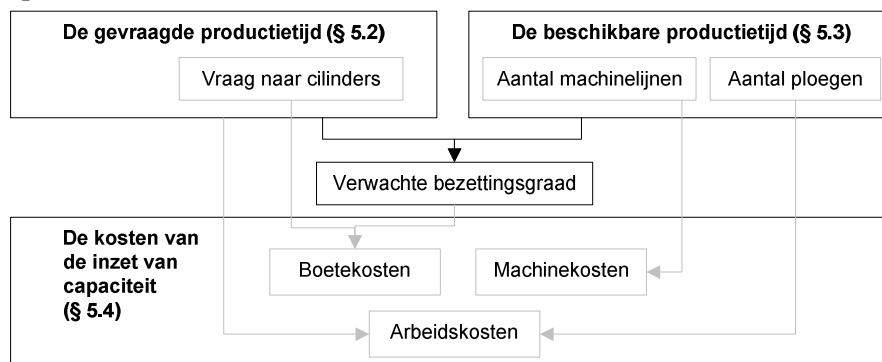 De gevraagde productietijd (§ 5.2)
Vraag naar cilinders
De beschikbare productietijd (§ 5.3)
Aantal machinelijnen
Aantal ploegen
Verwachte bezettingsgraad
De kosten van
de inzet van
capaciteit
(§ 5.4)
Boetekosten
Machinekosten
Arbeidskosten